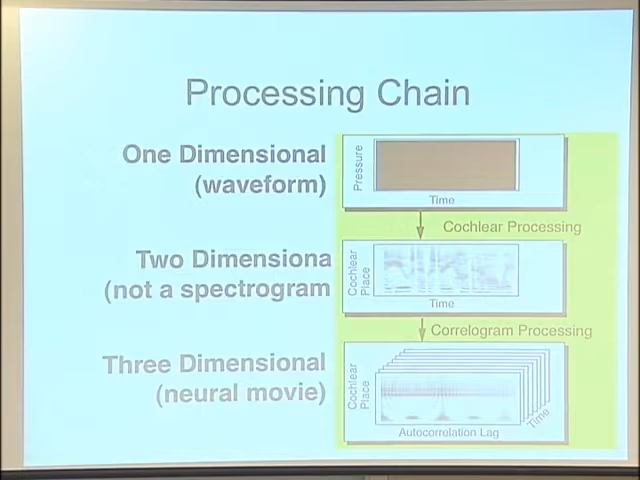 Processing Chain
One Dimensional
(waveform)
Pressure
Time
Cochlear Processing
Two Dimensiona
(not a spectrogram
Cochlear
Place
Time
Correlogram Processing
Three Dimensional
(neural movie)
Cochlear
Place
Autocorrelation Lag
Time